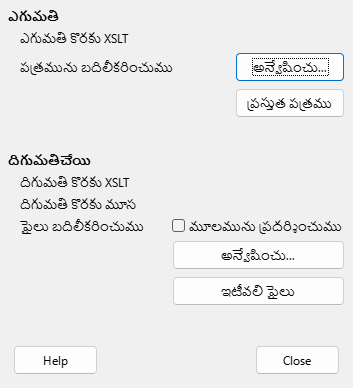 ఎగుమతి
ఎగుమతి కొరకు XSLT
పత్రమును బదిలీకరించుము
అన్వేషించు...
ప్రస్తుత పత్రము
దిగుమతిచేయి
దిగుమతి కొరకు XSLT
దిగుమతి కొరకు మూస
ఫైలు బదిలీకరించుము
మూలమును ప్రదర్శించుము
అన్వేషించు...
ఇటీవలి ఫైలు
Help
Close